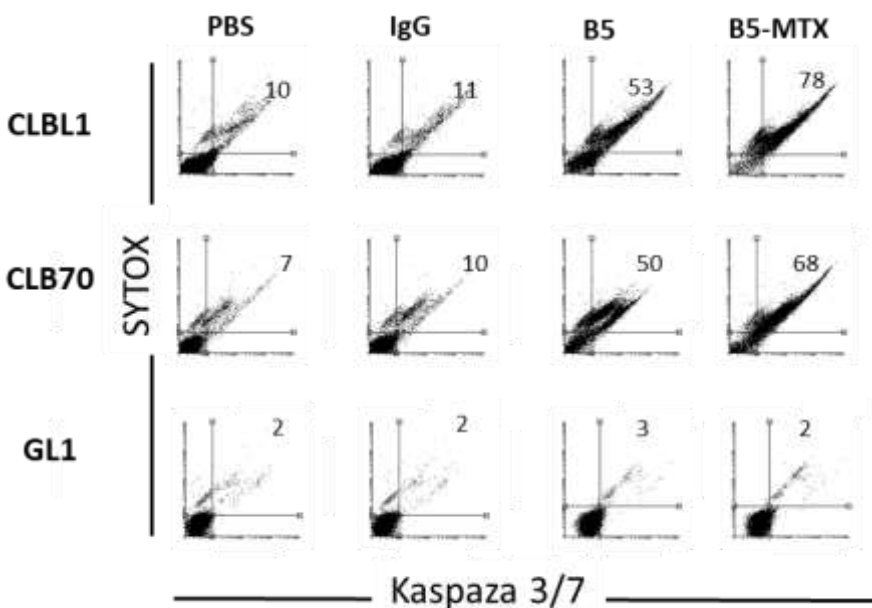 PBS IgG B5 B5-MTX
CLBL1 10 11 53 78
CLB70 7 10 50 68
SYTOX
GL1 2 2 3 2
Kaspaza 3/7